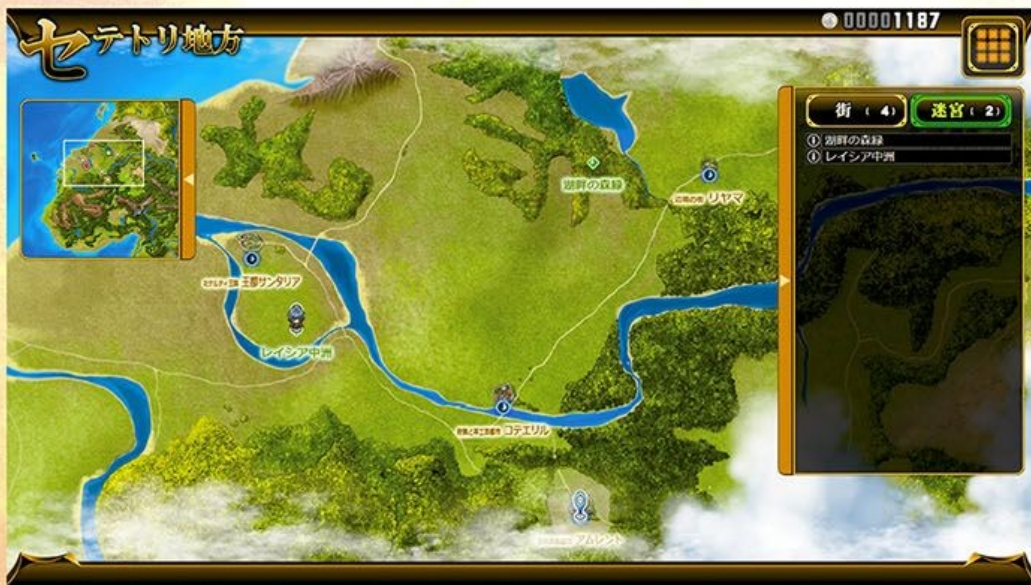 セテトリ地方
00001187
街 ( 4)
迷宮 ( 2)
湖畔の森緑
レイシア中洲
湖畔の森緑
リヤマ
王都サンタリア
レイシア中洲
コテエリル
アムレント